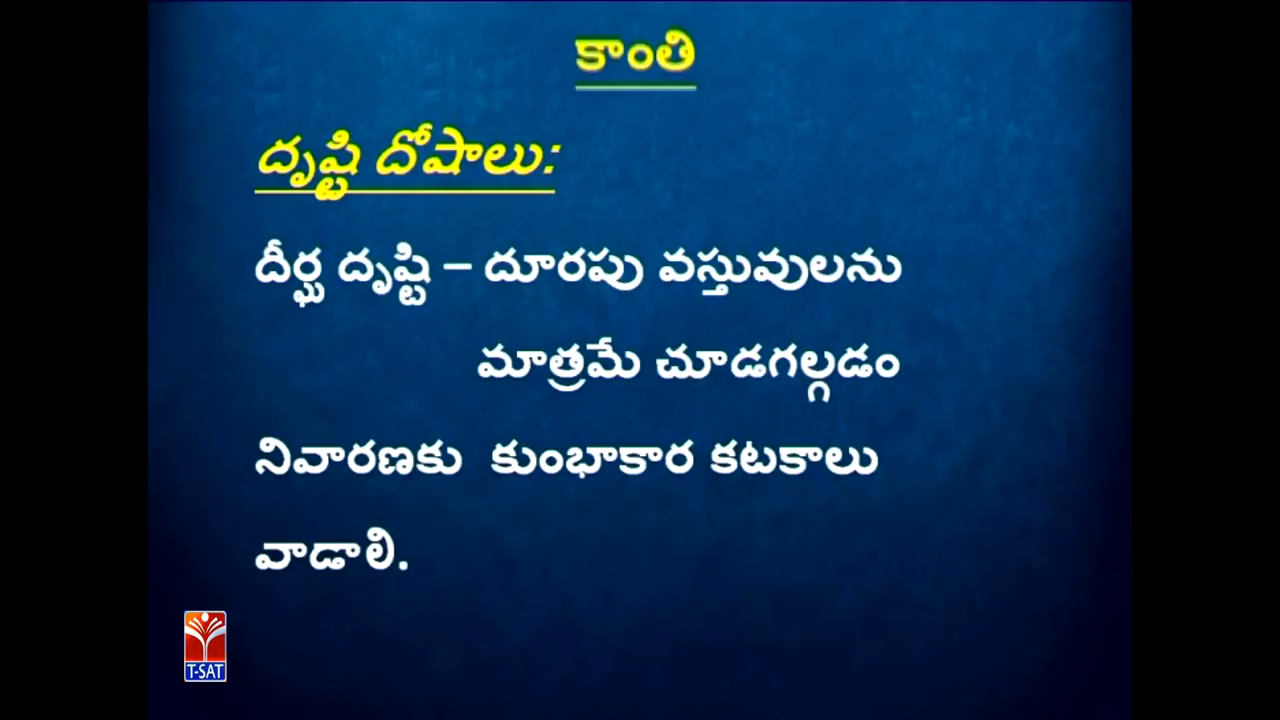 కాంతి
దృష్టి దోషాలు:
దీర్ఘ దృష్టి – దూరపు వస్తువులను
మాత్రమే చూడగల్గడం
నివారణకు కుంభాకార కటకాలు
వాడాలి.
T-SAT